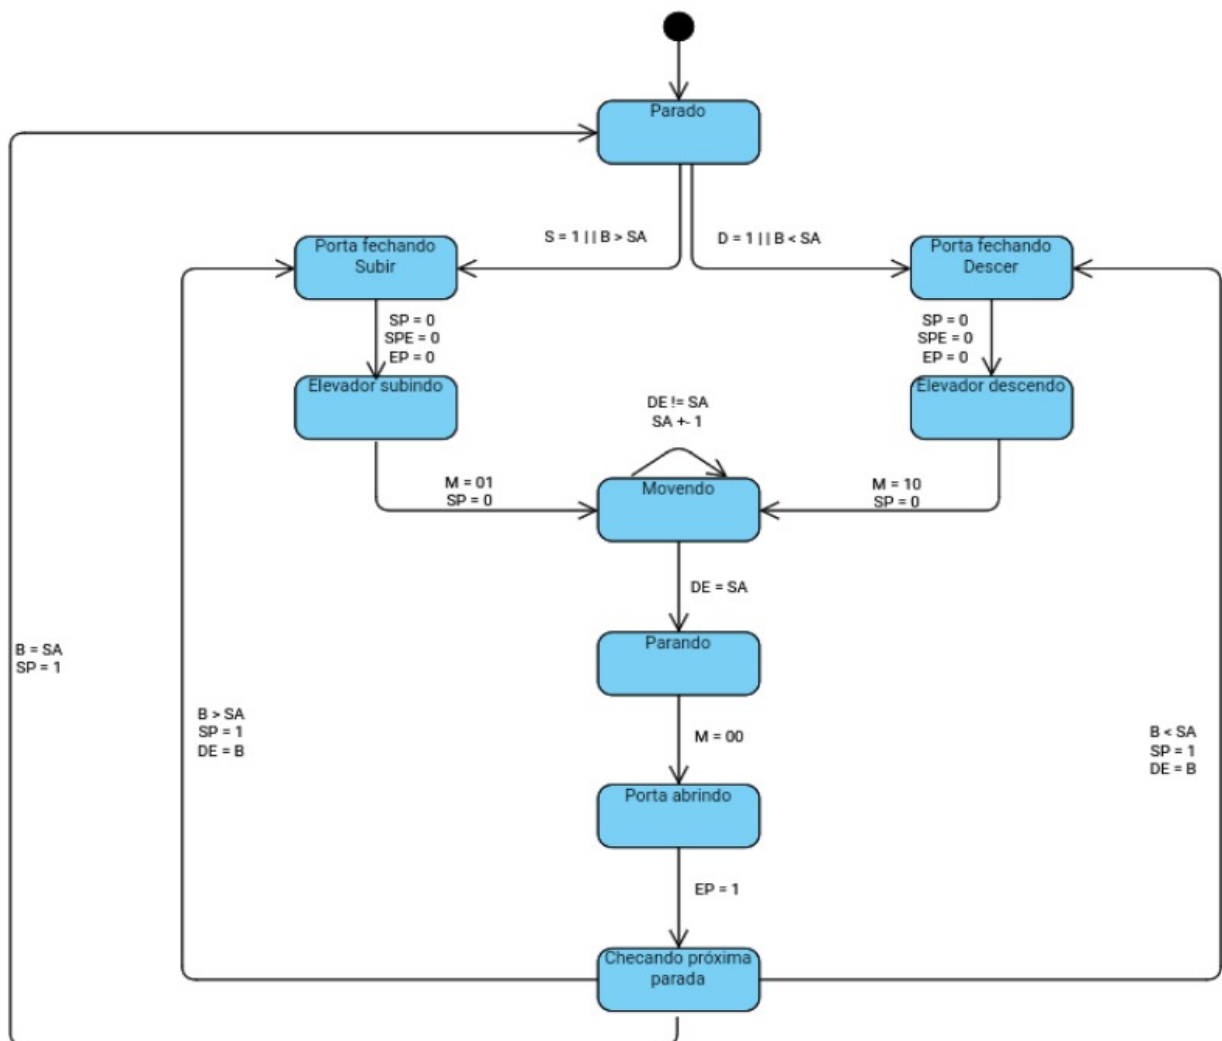 Parado
S = 1 || B > SA
D = 1 || B < SA
Porta fechando
Subir
Porta fechando
Descer
SP = 0
SPE = 0
EP = 0
SP = 0
SPE = 0
EP = 0
Elevador subindo
Elevador descendo
DE != SA
SA +- 1
Movendo
M = 01
SP = 0
M = 10
SP = 0
DE = SA
Parando
B = SA
SP = 1
B > SA
SP = 1
DE = B
M = 00
B < SA
SP = 1
DE = B
Porta abrindo
EP = 1
Checando próxima
parada